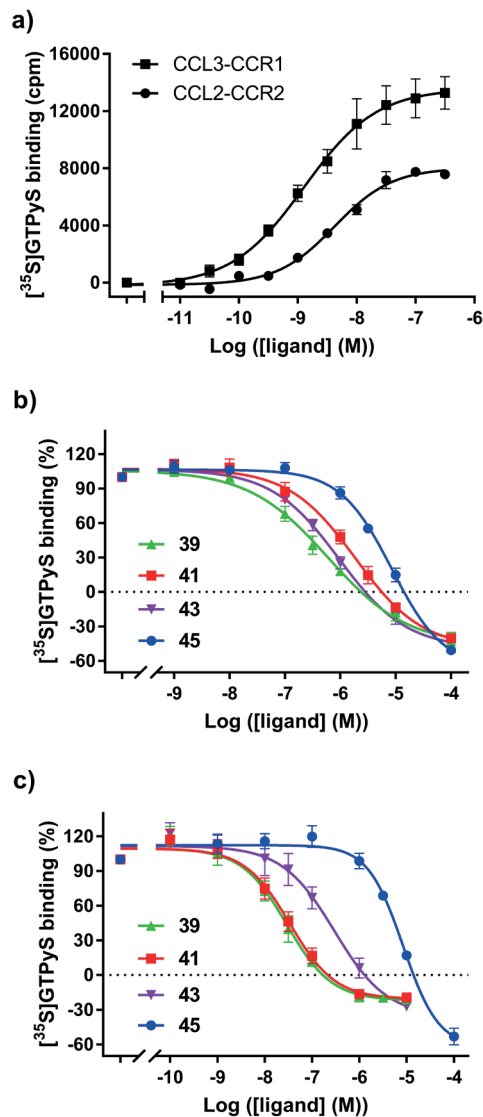 a)
[³⁵S]GTPyS binding (cpm)
16000
12000
8000
4000
0
CCL3-CCR1
CCL2-CCR2
-11 -10 -9 -8 -7 -6
Log ([ligand] (M))
b)
[³⁵S]GTPyS binding (%)
120
90
60
30
0
-30
-60
39
41
43
45
-9 -8 -7 -6 -5 -4
Log ([ligand] (M))
c)
[³⁵S]GTPyS binding (%)
120
90
60
30
0
-30
-60
39
41
43
45
-10 -9 -8 -7 -6 -5 -4
Log ([ligand] (M))